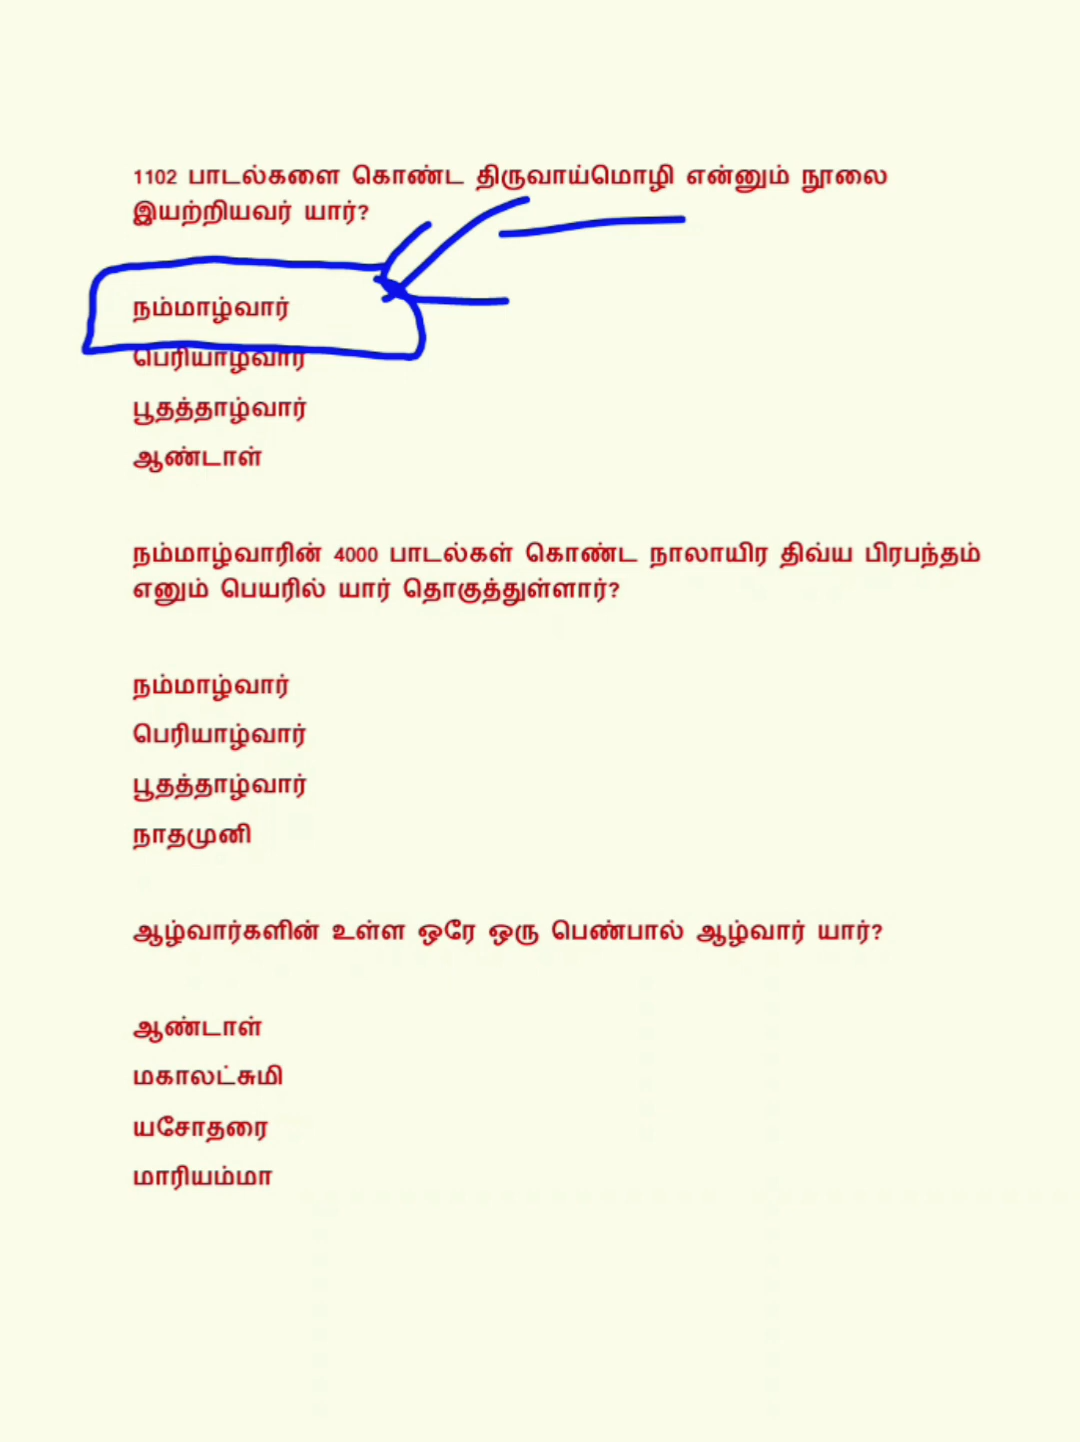 1102 பாடல்களை கொண்ட திருவாய்மொழி என்னும் நூலை
இயற்றியவர் யார்?
நம்மாழ்வார்
பெரியாழ்வார்
பூதத்தாழ்வார்
ஆண்டாள்
நம்மாழ்வாரின் 4000 பாடல்கள் கொண்ட நாலாயிர திவ்ய பிரபந்தம்
எனும் பெயரில் யார் தொகுத்துள்ளார்?
நம்மாழ்வார்
பெரியாழ்வார்
பூதத்தாழ்வார்
நாதமுனி
ஆழ்வார்களின் உள்ள ஒரே ஒரு பெண்பால் ஆழ்வார் யார்?
ஆண்டாள்
மகாலட்சுமி
யசோதரை
மாரியம்மா